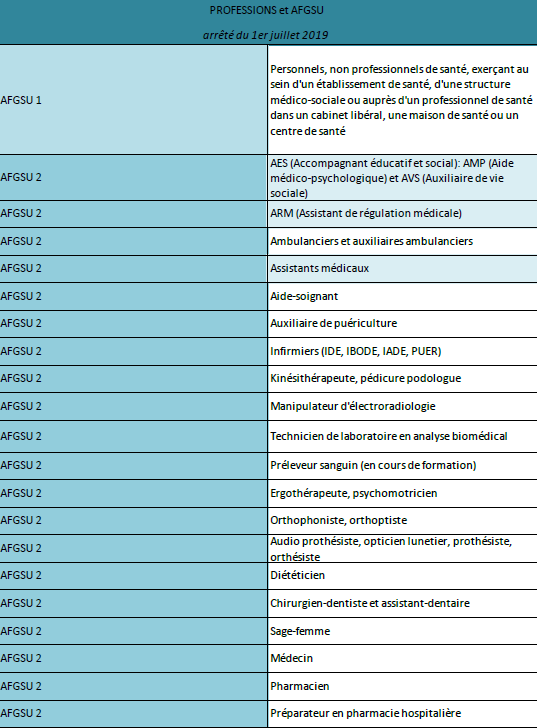 PROFESSIONS et AFGSU
arrêté du 1er juillet 2019
AFGSU 1
Personnels, non professionnels de santé, exerçant au
sein d'un établissement de santé, d'une structure
médico-sociale ou auprès d'un professionnel de santé
dans un cabinet libéral, une maison de santé ou un
centre de santé
AFGSU 2
AES (Accompagnant éducatif et social): AMP (Aide
médico-psychologique) et AVS (Auxiliaire de vie
sociale)
AFGSU 2
ARM (Assistant de régulation médicale)
AFGSU 2
Ambulanciers et auxiliaires ambulanciers
AFGSU 2
Assistants médicaux
AFGSU 2
Aide-soignant
AFGSU 2
Auxiliaire de puériculture
AFGSU 2
Infirmiers (IDE, IBODE, IADE, PUER)
AFGSU 2
Kinésithérapeute, pédicure podologue
AFGSU 2
Manipulateur d'électroradiologie
AFGSU 2
Technicien de laboratoire en analyse biomédical
AFGSU 2
Préleveur sanguin (en cours de formation)
AFGSU 2
Ergothérapeute, psychomotricien
AFGSU 2
Orthophoniste, orthoptiste
AFGSU 2
Audio prothésiste, opticien lunetier, prothésiste,
orthésiste
AFGSU 2
Diététicien
AFGSU 2
Chirurgien-dentiste et assistant-dentaire
AFGSU 2
Sage-femme
AFGSU 2
Médecin
AFGSU 2
Pharmacien
AFGSU 2
Préparateur en pharmacie hospitalière